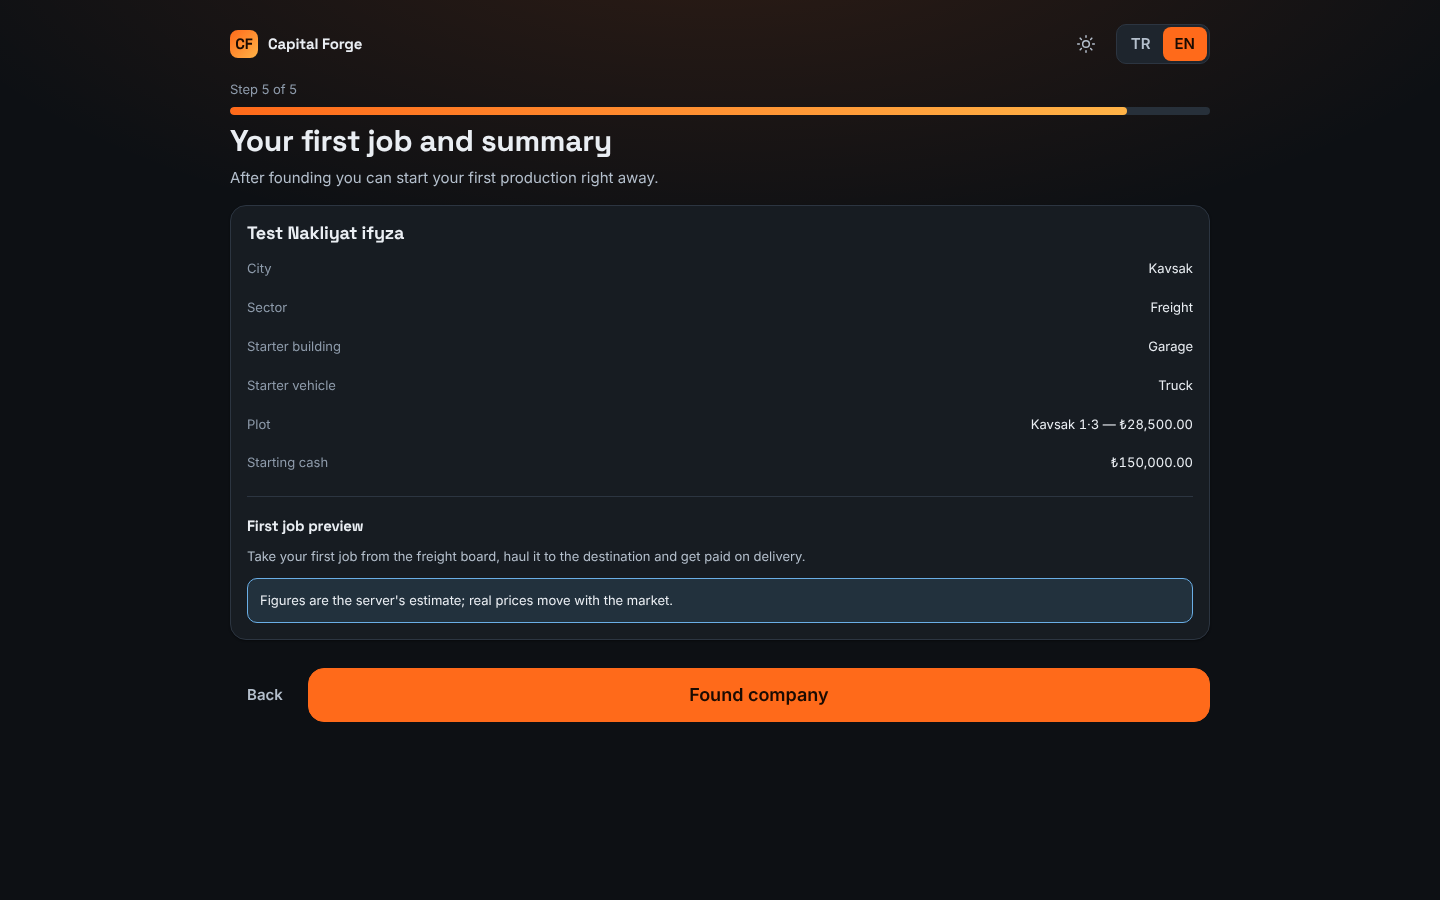 CF Capital Forge
TR EN
Step 5 of 5
Your first job and summary
After founding you can start your first production right away.
Test Nakliyat ifyza
City Kavsak
Sector Freight
Starter building Garage
Starter vehicle Truck
Plot Kavsak 1·3 — ₺28,500.00
Starting cash ₺150,000.00
First job preview
Take your first job from the freight board, haul it to the destination and get paid on delivery.
Figures are the server's estimate; real prices move with the market.
Back Found company